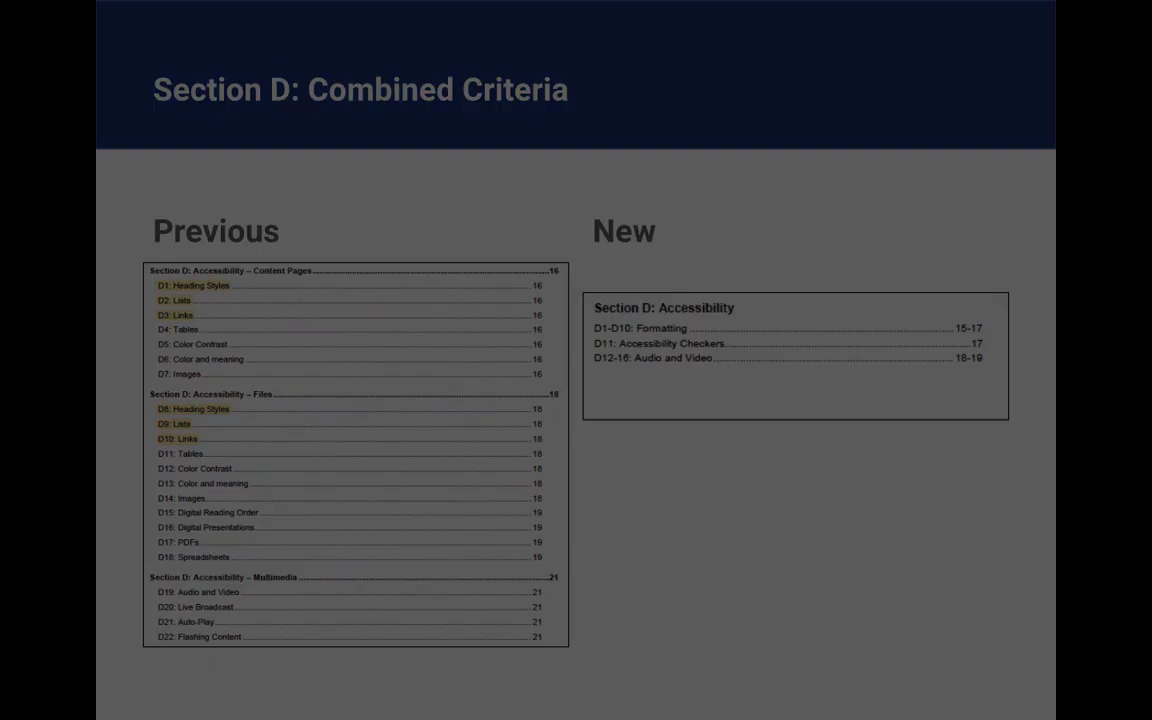 Section D: Combined Criteria
Previous
Section D: Accessibility – Content Pages 16
D1: Heading Styles 16
D2: Lists 16
D3: Links 16
D4: Tables 16
D5: Color Contrast 16
D6: Color and meaning 16
D7: Images 16
Section D: Accessibility – Files 18
D8: Heading Styles 18
D9: Lists 18
D10: Links 18
D11: Tables 18
D12: Color Contrast 18
D13: Color and meaning 18
D14: Images 18
D15: Digital Reading Order 19
D16: Digital Presentations 19
D17: PDFs 19
D18: Spreadsheets 19
Section D: Accessibility – Multimedia 21
D19: Audio and Video 21
D20: Live Broadcast 21
D21: Auto-Play 21
D22: Flashing Content 21
New
Section D: Accessibility
D1-D10: Formatting 15-17
D11: Accessibility Checkers 17
D12-16: Audio and Video 18-19